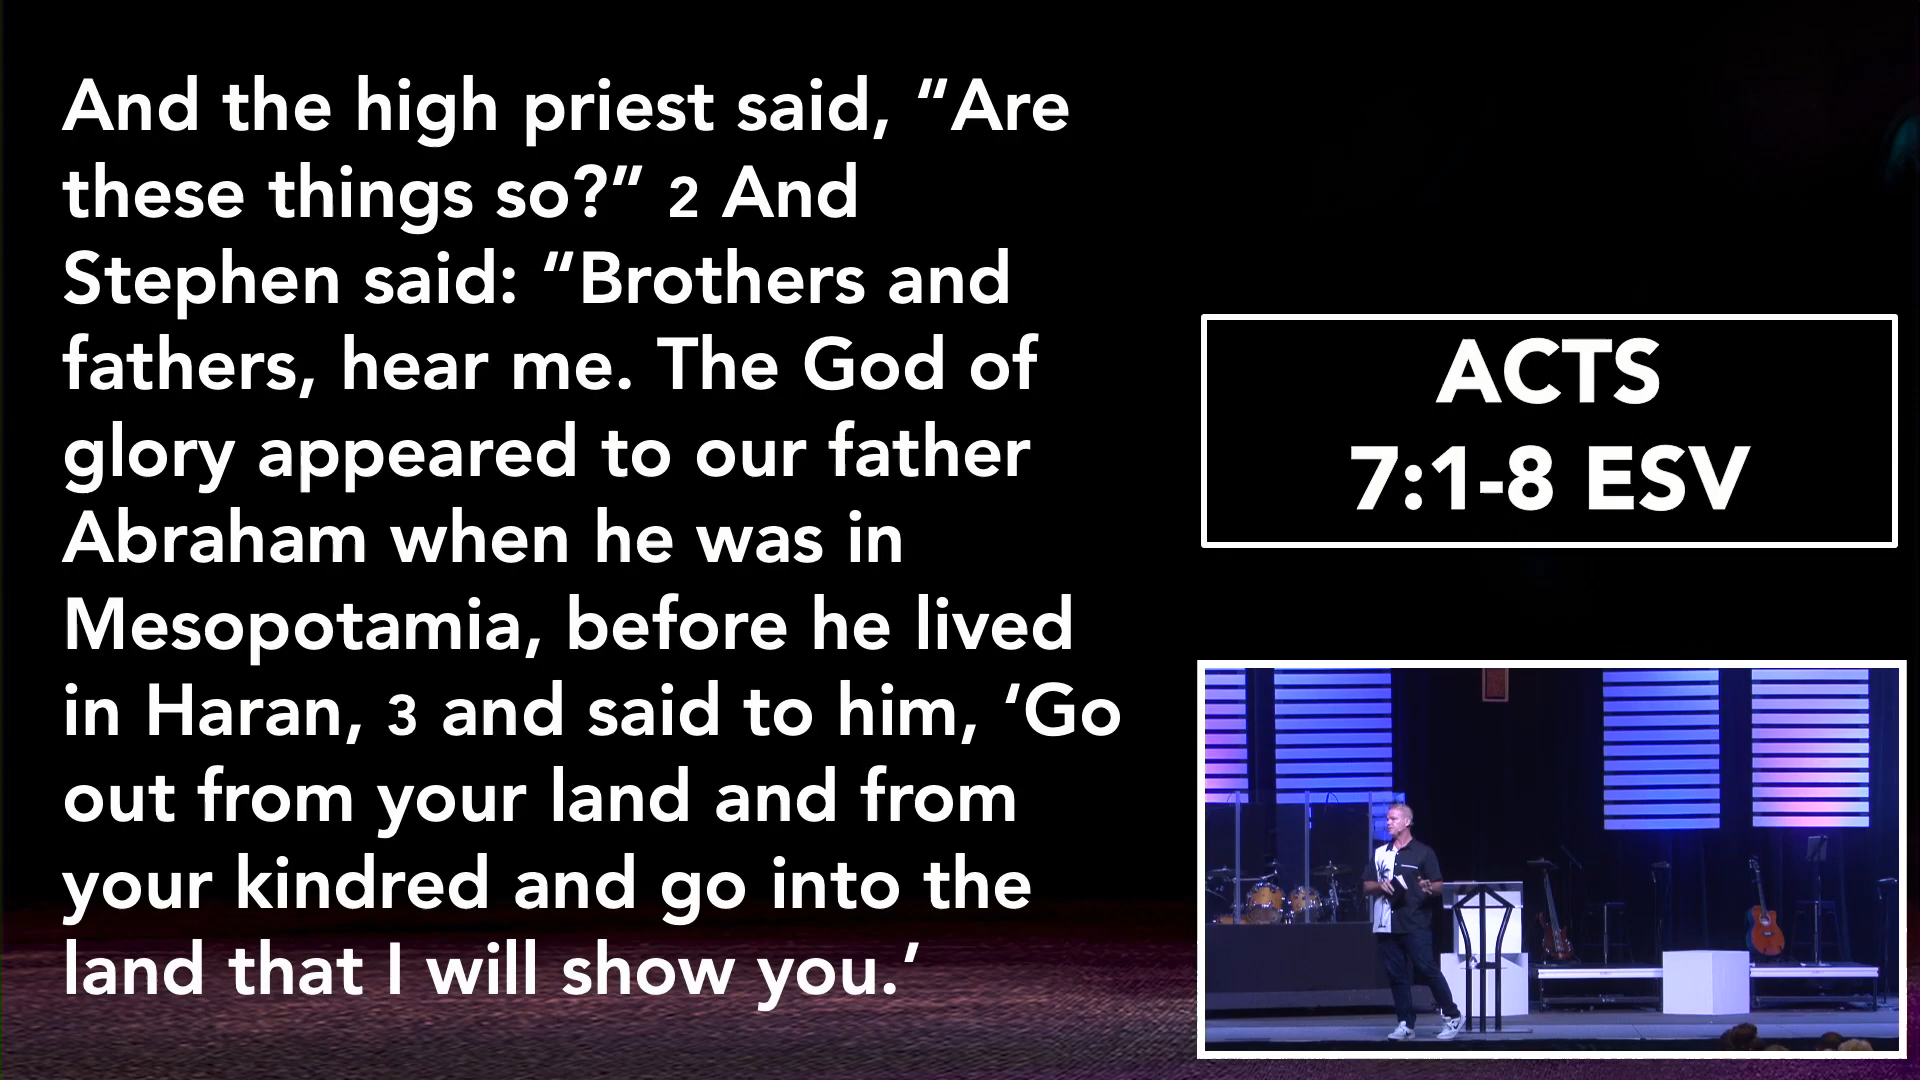 And the high priest said, “Are
these things so?” 2 And
Stephen said: “Brothers and
fathers, hear me. The God of
glory appeared to our father
Abraham when he was in
Mesopotamia, before he lived
in Haran, 3 and said to him, ‘Go
out from your land and from
your kindred and go into the
land that I will show you.’
ACTS
7:1-8 ESV